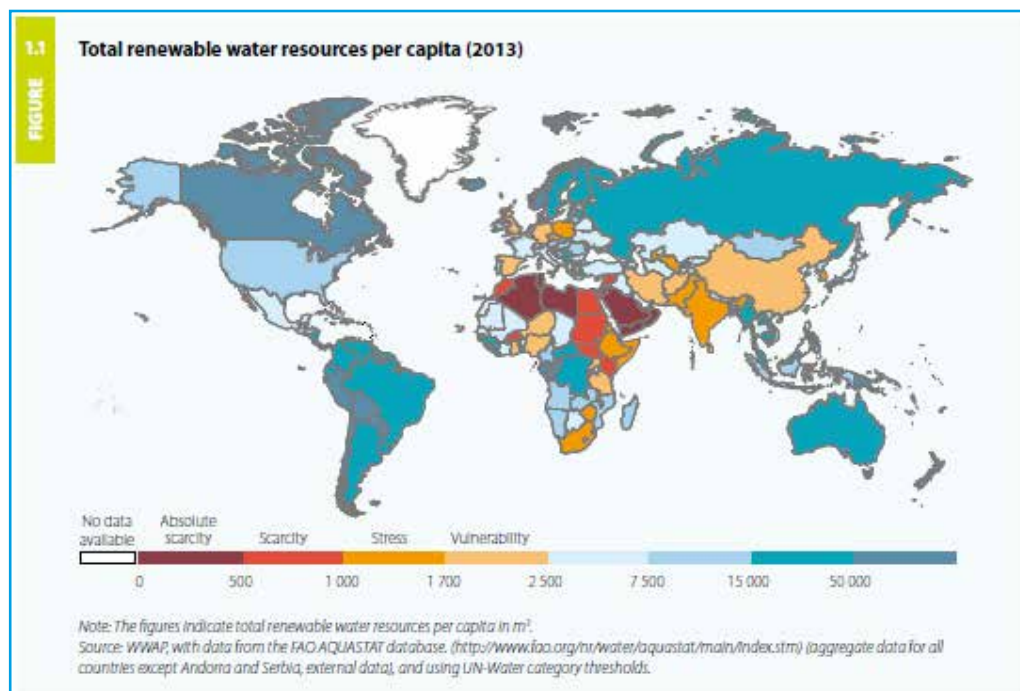 1.1
FIGURE
Total renewable water resources per capita (2013)
No data available
Absolute scarcity
Scarcity
Stress
Vulnerability
0 500 1 000 1 700 2 500 7 500 15 000 50 000
Note: The figures indicate total renewable water resources per capita in m³.
Source: WWAP, with data from the FAO AQUASTAT database. (http://www.fao.org/nr/water/aquastat/main/index.stm) (aggregate data for all
countries except Andorra and Serbia, external data), and using UN-Water category thresholds.